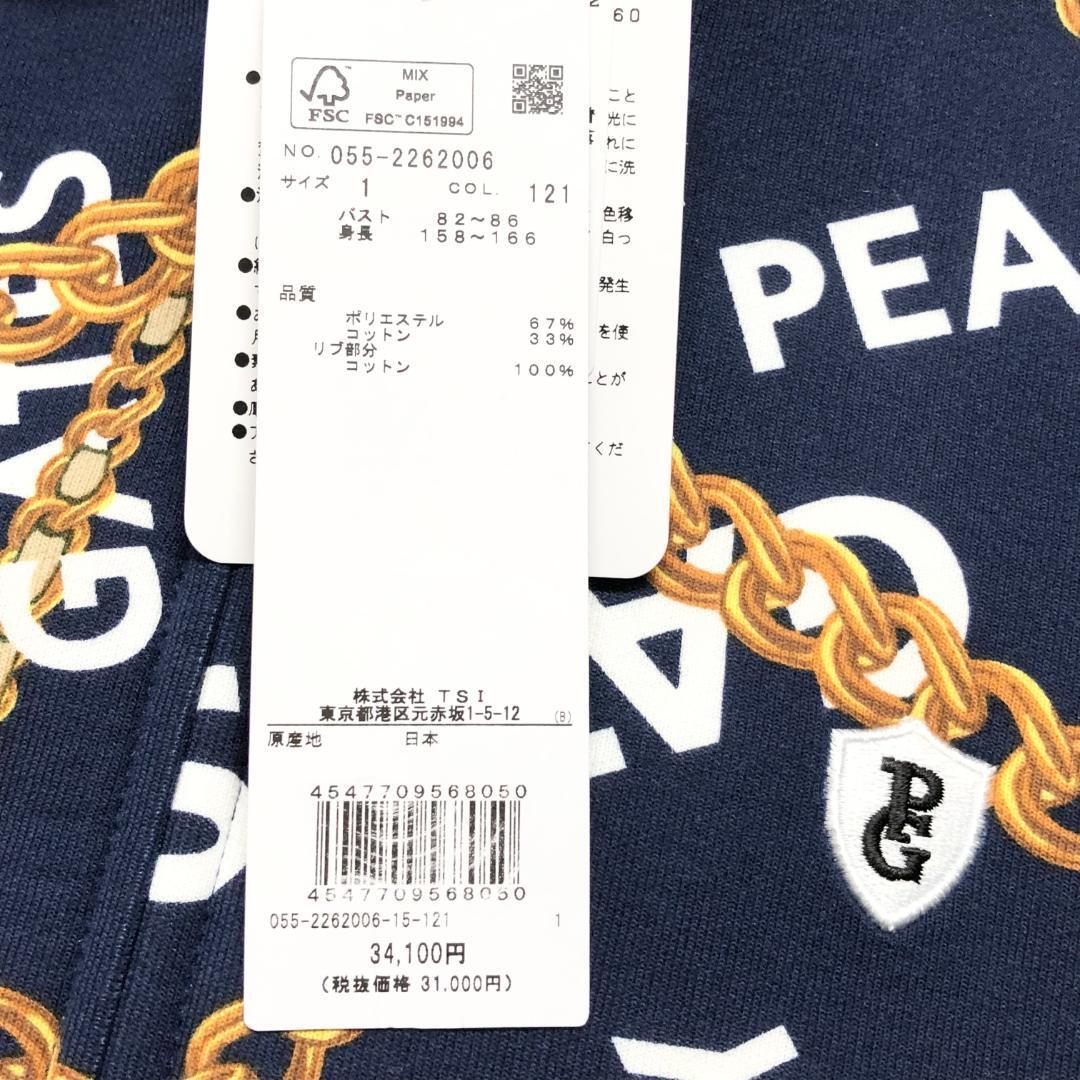 60
MIX
Paper
FSC
FSC™ C151994
こと
光に
れに
に洗
色移
白っ
発生
を使
とが
くだ
NO. 055-2262006
サイズ 1 COL. 121
バスト 82～86
身長 158～166
品質
ポリエステル 67%
コットン 33%
リブ部分
コットン 100%
株式会社 TSI
東京都港区元赤坂1-5-12 (B)
原産地 日本
4547709568050
4547709568050
055-2262006-15-121 1
34,100円
(税抜価格 31,000円)
PEA
GA
G
PG